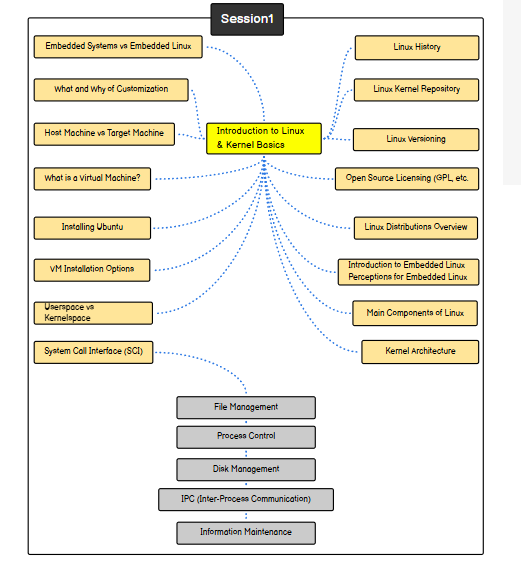 Session1
Embedded Systems vs Embedded Linux
What and Why of Customization
Host Machine vs Target Machine
What is a Virtual Machine?
Installing Ubuntu
VM Installation Options
Userspace vs
Kernelspace
System Call Interface (SCI)
Introduction to Linux
& Kernel Basics
Linux History
Linux Kernel Repository
Linux Versioning
Open Source Licensing (GPL, etc.
Linux Distributions Overview
Introduction to Embedded Linux
Perceptions for Embedded Linux
Main Components of Linux
Kernel Architecture
File Management
Process Control
Disk Management
IPC (Inter-Process Communication)
Information Maintenance